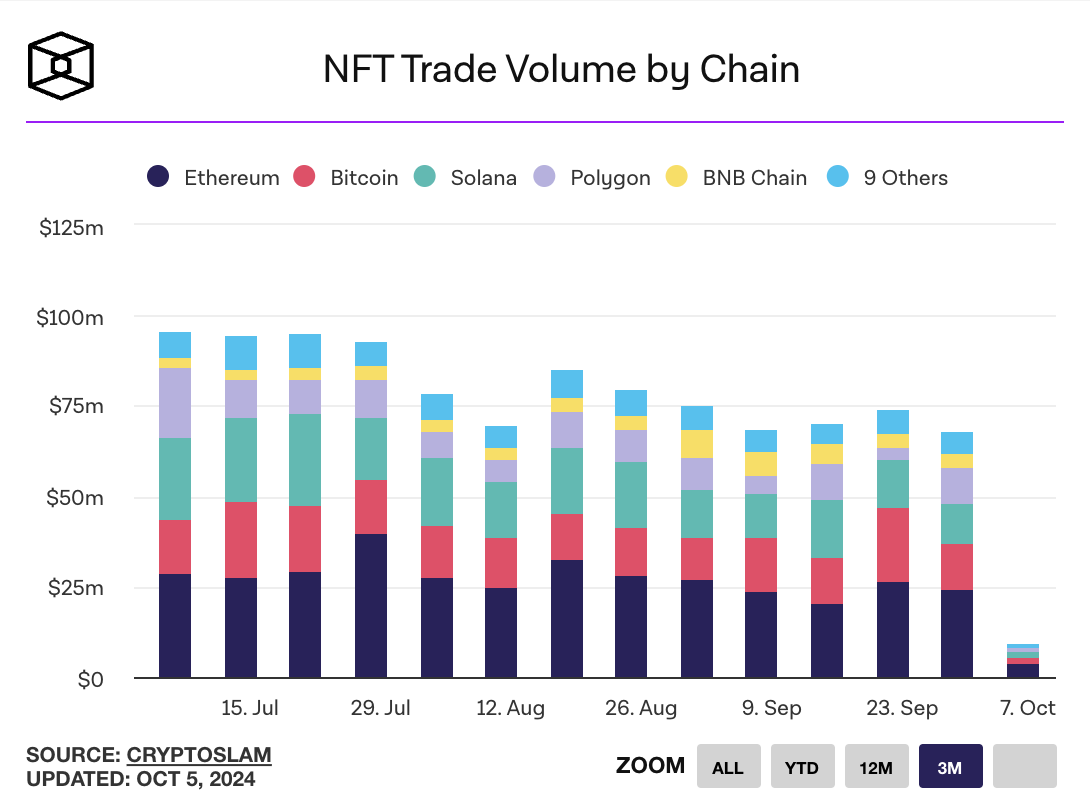 NFT Trade Volume by Chain
Ethereum Bitcoin Solana Polygon BNB Chain 9 Others
$125m
$100m
$75m
$50m
$25m
$0
15. Jul 29. Jul 12. Aug 26. Aug 9. Sep 23. Sep 7. Oct
SOURCE: CRYPTOSLAM
UPDATED: OCT 5, 2024
ZOOM ALL YTD 12M 3M